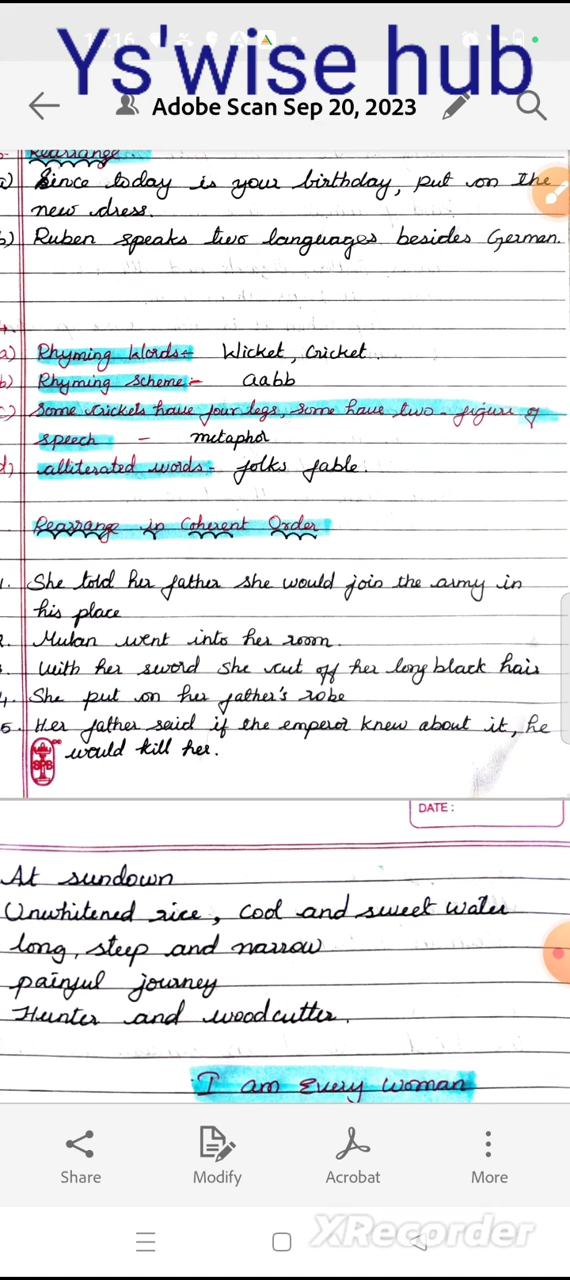 Ys'wise hub
Adobe Scan Sep 20, 2023
Rearrange
a) Since today is your birthday, put on the
new dress.
b) Ruben speaks two languages besides German.
a) Rhyming Words:- Wicket, Cricket.
b) Rhyming Scheme:- aabb
c) Some crickets have four legs, some have two - figure of
speech - metaphor
d) alliterated words:- folks fable.
Rearrange in Coherent Order
1. She told her father she would join the army in
his place
2. Mulan went into her room.
With her sword she cut off her long black hair
4. She put on her father's robe
5. Her father said if the emperor knew about it, he
would kill her.
SPB
DATE :
At sundown
Unwhitened rice, cool and sweet water
long, steep and narrow
painful journey
Hunter and woodcutter.
I am Every woman
Share Modify Acrobat More
XRecorder